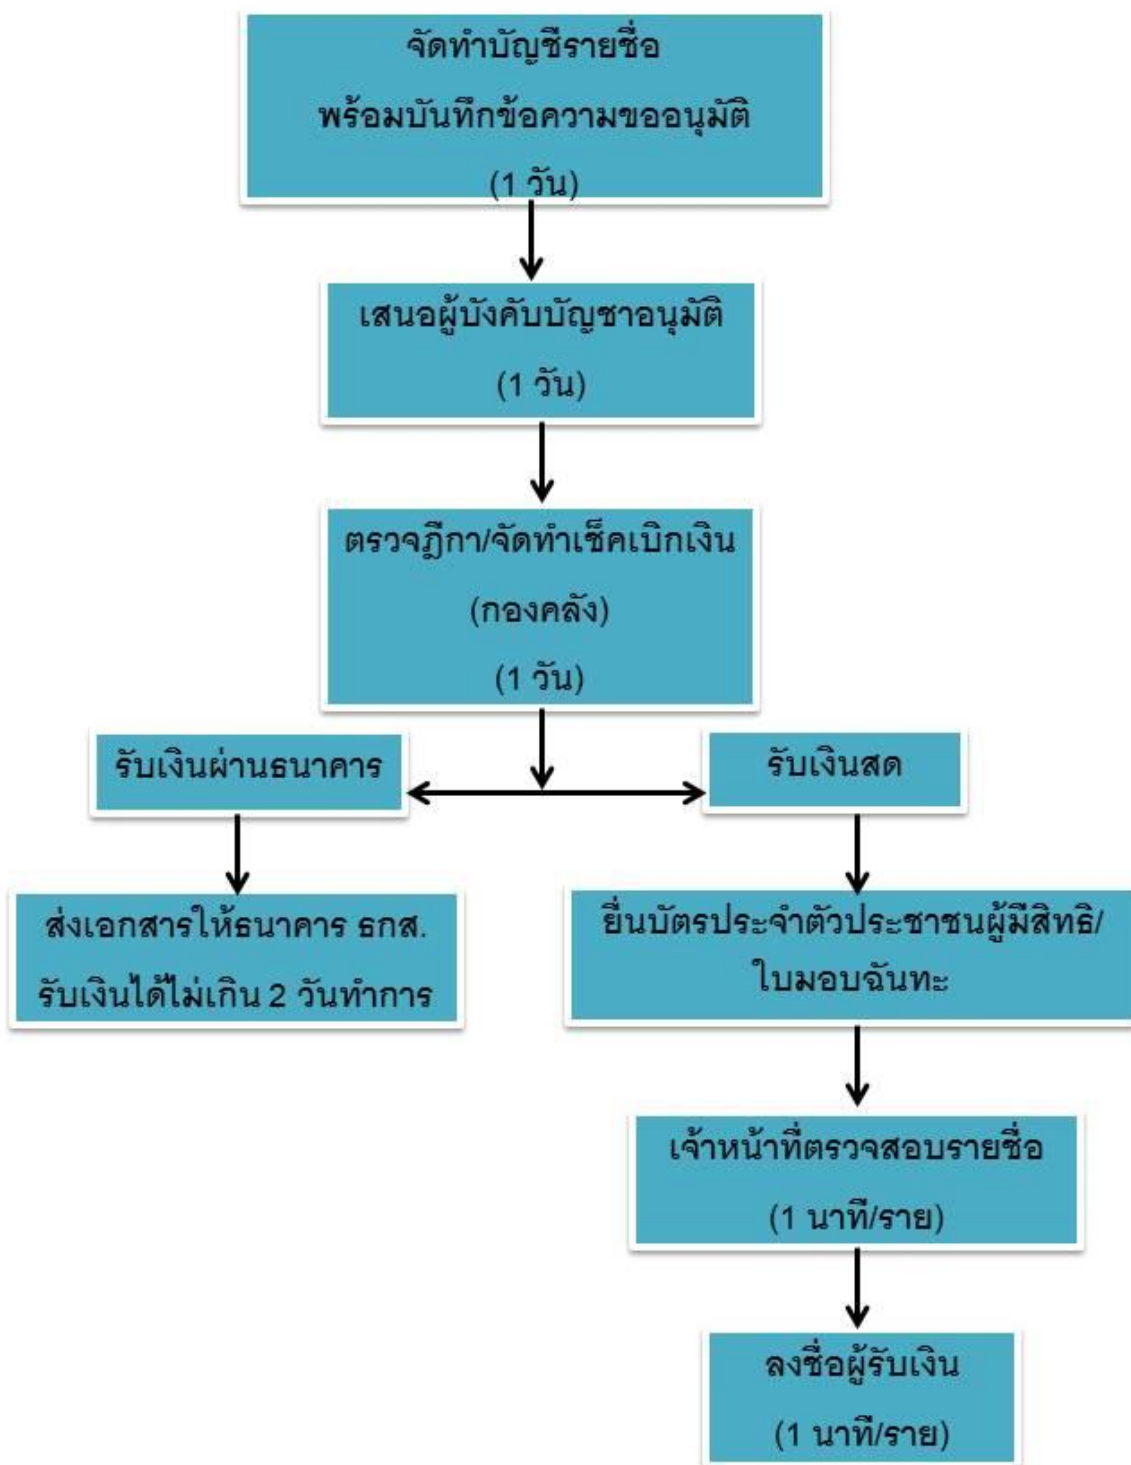 จัดทำบัญชีรายชื่อ
พร้อมบันทึกข้อความขออนุมัติ
(1 วัน)
เสนอผู้บังคับบัญชาอนุมัติ
(1 วัน)
ตรวจฎีกา/จัดทำเช็คเบิกเงิน
(กองคลัง)
(1 วัน)
รับเงินผ่านธนาคาร
รับเงินสด
ส่งเอกสารให้ธนาคาร ธกส.
รับเงินได้ไม่เกิน 2 วันทำการ
ยื่นบัตรประจำตัวประชาชนผู้มีสิทธิ/
ใบมอบฉันทะ
เจ้าหน้าที่ตรวจสอบรายชื่อ
(1 นาที/ราย)
ลงชื่อผู้รับเงิน
(1 นาที/ราย)